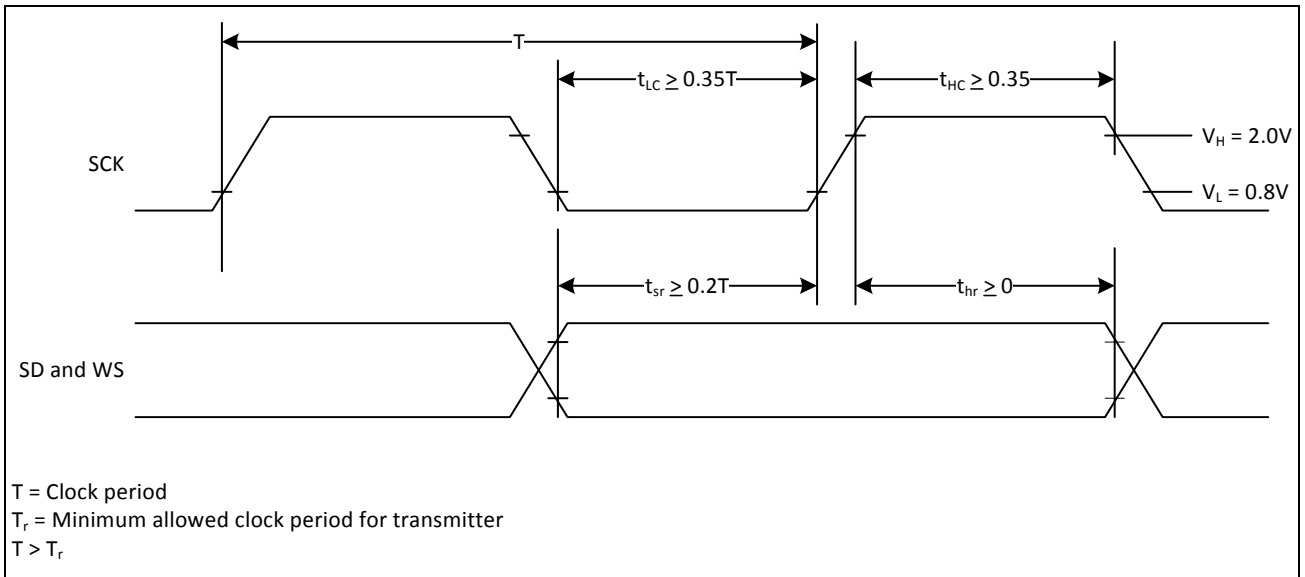 T
t_LC ≥ 0.35T
t_HC ≥ 0.35
SCK
V_H = 2.0V
V_L = 0.8V
t_sr ≥ 0.2T
t_hr ≥ 0
SD and WS
T = Clock period
T_r = Minimum allowed clock period for transmitter
T > T_r